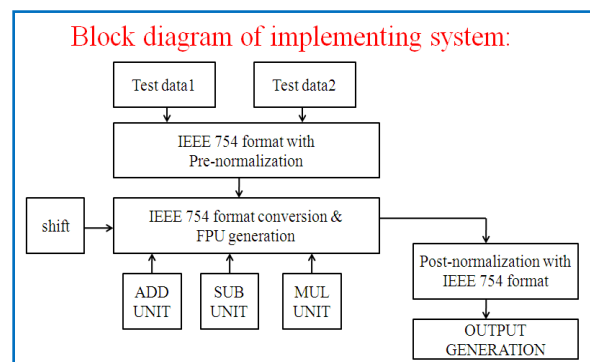 Block diagram of implementing system:
Test data1
Test data2
IEEE 754 format with
Pre-normalization
shift
IEEE 754 format conversion &
FPU generation
ADD
UNIT
SUB
UNIT
MUL
UNIT
Post-normalization with
IEEE 754 format
OUTPUT
GENERATION